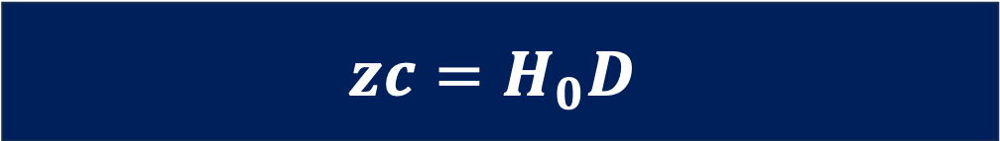 zc = H₀D